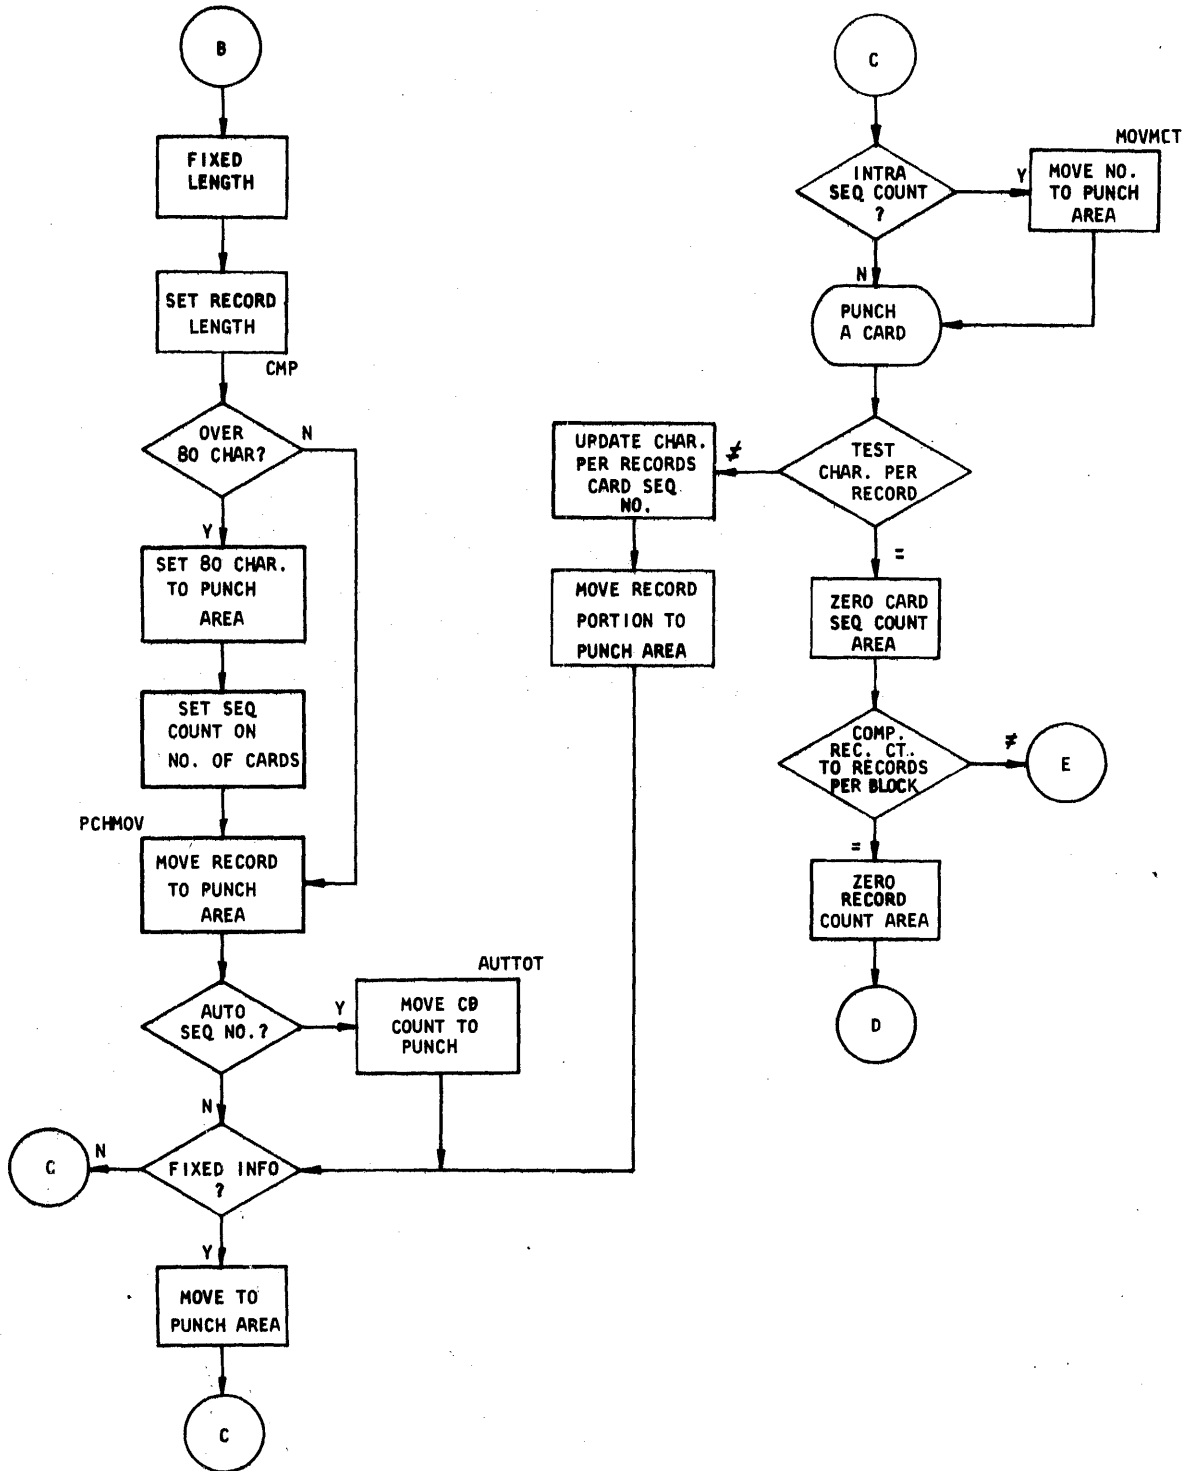 B
FIXED
LENGTH
SET RECORD
LENGTH
CMP
OVER
80 CHAR?
N
Y
SET 80 CHAR.
TO PUNCH
AREA
SET SEQ
COUNT ON
NO. OF CARDS
PCHMOV
MOVE RECORD
TO PUNCH
AREA
AUTO
SEQ NO.?
Y
AUTTOT
MOVE CD
COUNT TO
PUNCH
N
FIXED INFO
?
N
C
Y
MOVE TO
PUNCH AREA
C
C
INTRA
SEQ COUNT
?
Y
MOVMCT
MOVE NO.
TO PUNCH
AREA
N
PUNCH
A CARD
TEST
CHAR. PER
RECORD
≠
UPDATE CHAR.
PER RECORDS
CARD SEQ
NO.
MOVE RECORD
PORTION TO
PUNCH AREA
=
ZERO CARD
SEQ COUNT
AREA
COMP.
REC. CT.
TO RECORDS
PER BLOCK
≠
E
=
ZERO
RECORD
COUNT AREA
D